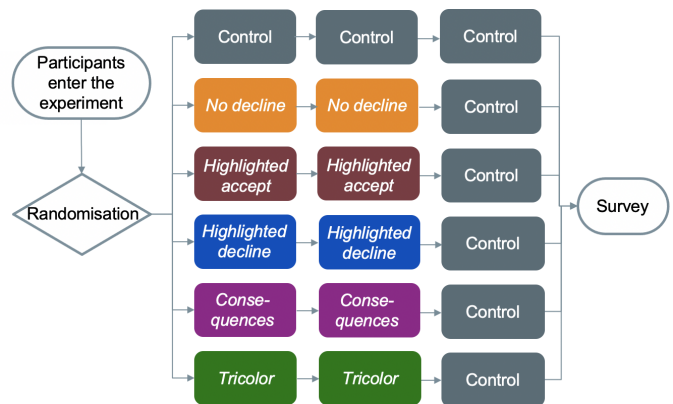 Participants
enter the
experiment
Randomisation
Control
Control
Control
No decline
No decline
Control
Highlighted
accept
Highlighted
accept
Control
Highlighted
decline
Highlighted
decline
Control
Conse-
quences
Conse-
quences
Control
Tricolor
Tricolor
Control
Survey